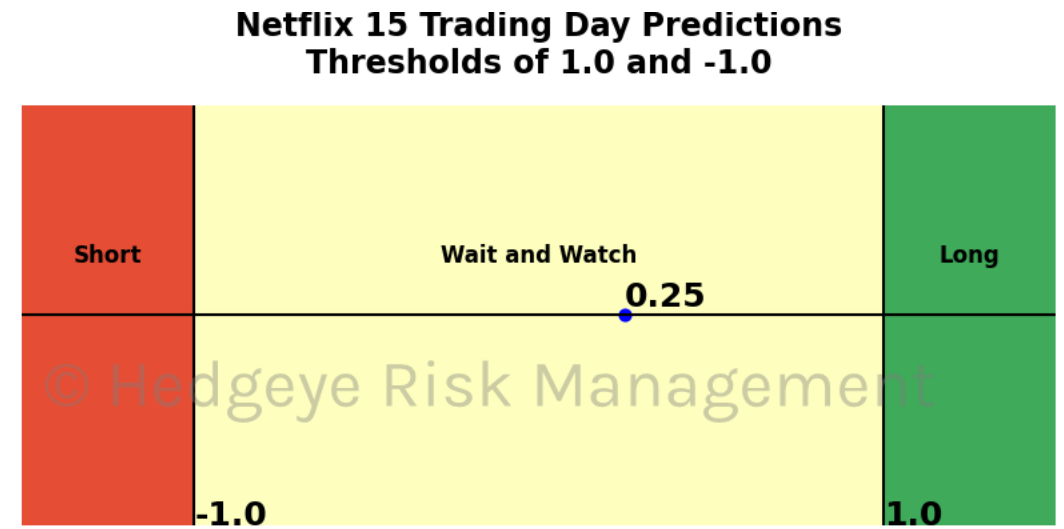 Netflix 15 Trading Day Predictions
Thresholds of 1.0 and -1.0
Short
Wait and Watch
Long
0.25
© Hedgeye Risk Management
-1.0
1.0